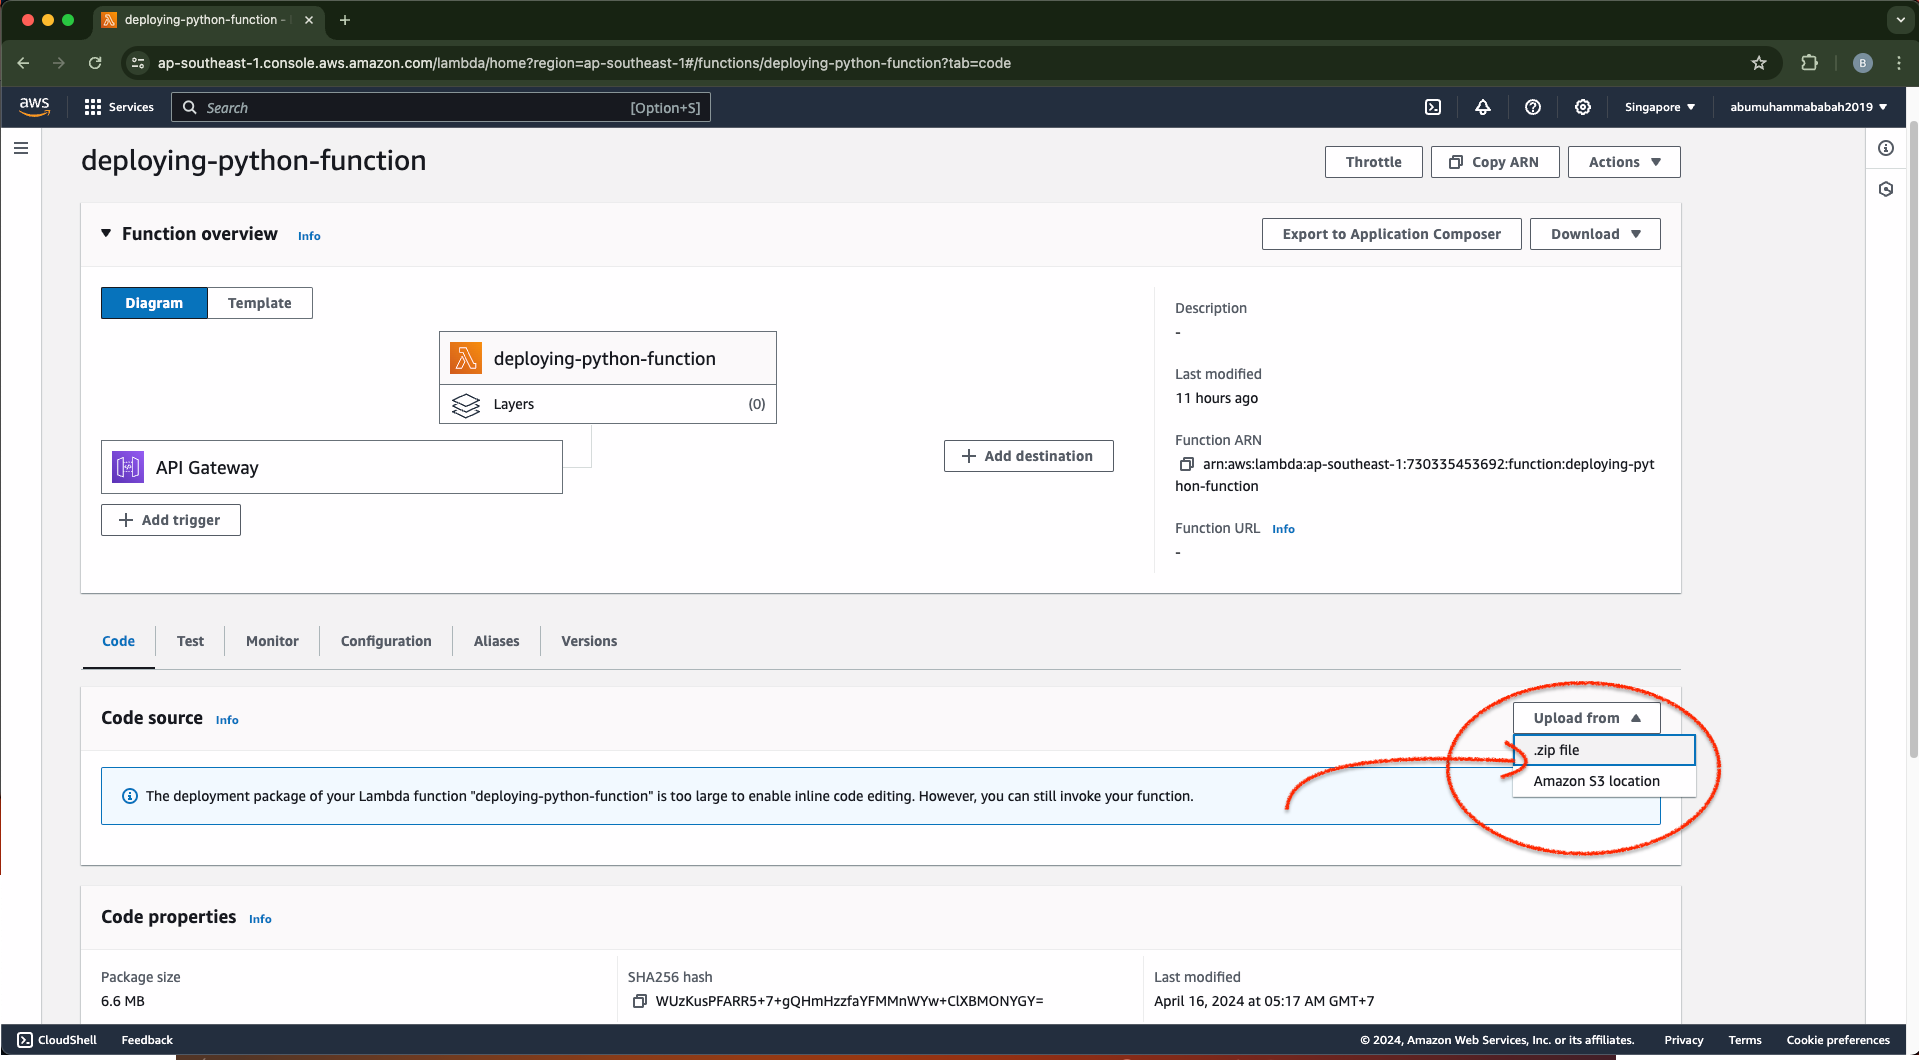 deploying-python-function -
ap-southeast-1.console.aws.amazon.com/lambda/home?region=ap-southeast-1#/functions/deploying-python-function?tab=code
B
aws
Services
Search
[Option+S]
Singapore
abumuhammababah2019
deploying-python-function
Throttle
Copy ARN
Actions
Function overview
Info
Export to Application Composer
Download
Diagram
Template
deploying-python-function
Layers
(0)
API Gateway
Add trigger
Add destination
Description
-
Last modified
11 hours ago
Function ARN
arn:aws:lambda:ap-southeast-1:730335453692:function:deploying-pyt
hon-function
Function URL
Info
-
Code
Test
Monitor
Configuration
Aliases
Versions
Code source
Info
Upload from
.zip file
Amazon S3 location
The deployment package of your Lambda function "deploying-python-function" is too large to enable inline code editing. However, you can still invoke your function.
Code properties
Info
Package size
6.6 MB
SHA256 hash
WUzKusPFARR5+7+gQHmHzzfaYFMMnWYw+ClXBMONYGY=
Last modified
April 16, 2024 at 05:17 AM GMT+7
CloudShell
Feedback
© 2024, Amazon Web Services, Inc. or its affiliates.
Privacy
Terms
Cookie preferences